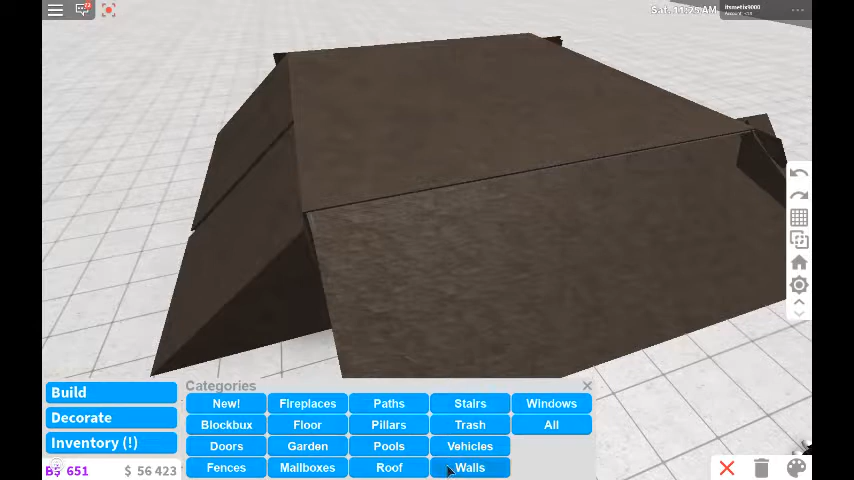 Sat. 11:25 AM
itsmetix9000
Build
Decorate
Inventory (!)
B$ 651
$ 56 423
Categories
New! Fireplaces Paths Stairs Windows
Blockbux Floor Pillars Trash All
Doors Garden Pools Vehicles
Fences Mailboxes Roof Walls